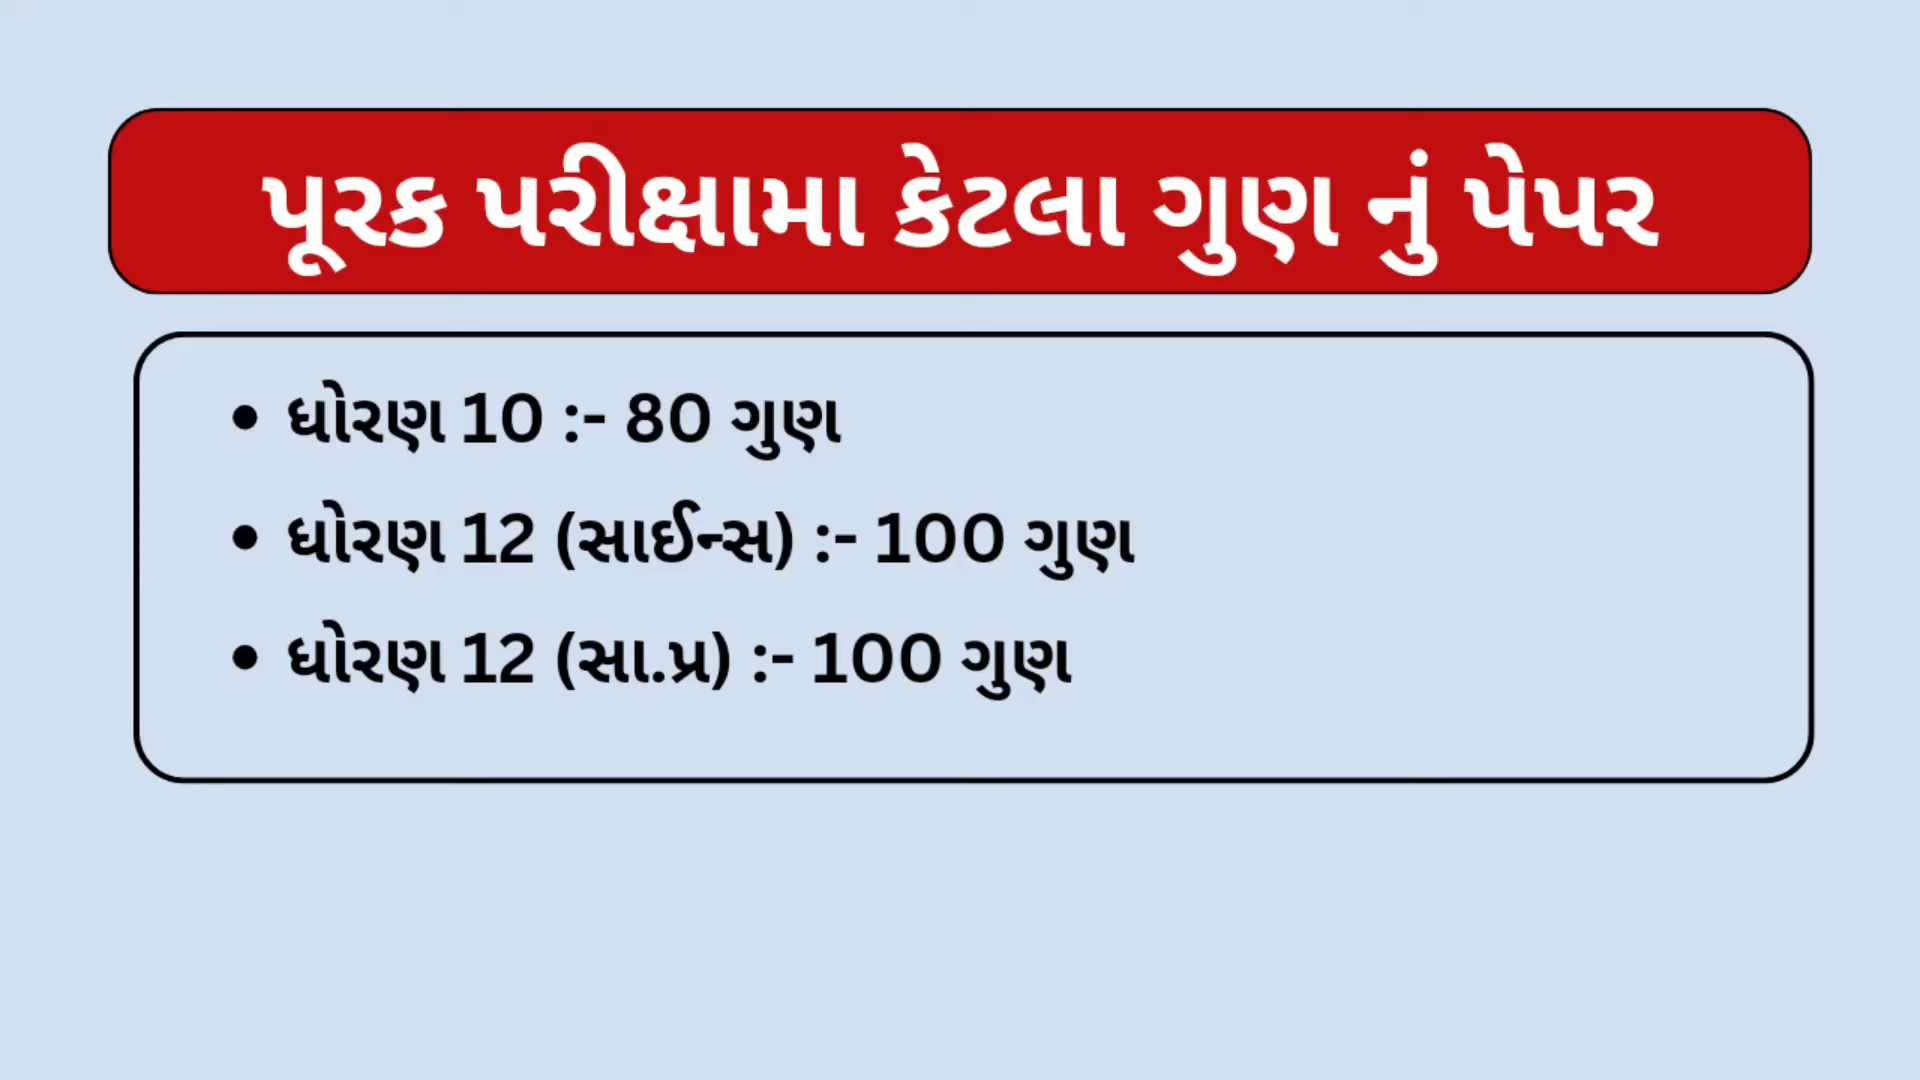 પૂરક પરીક્ષામા કેટલા ગુણ નું પેપર
• ધોરણ 10 :- 80 ગુણ
• ધોરણ 12 (સાઈન્સ) :- 100 ગુણ
• ધોરણ 12 (સા.પ્ર) :- 100 ગુણ